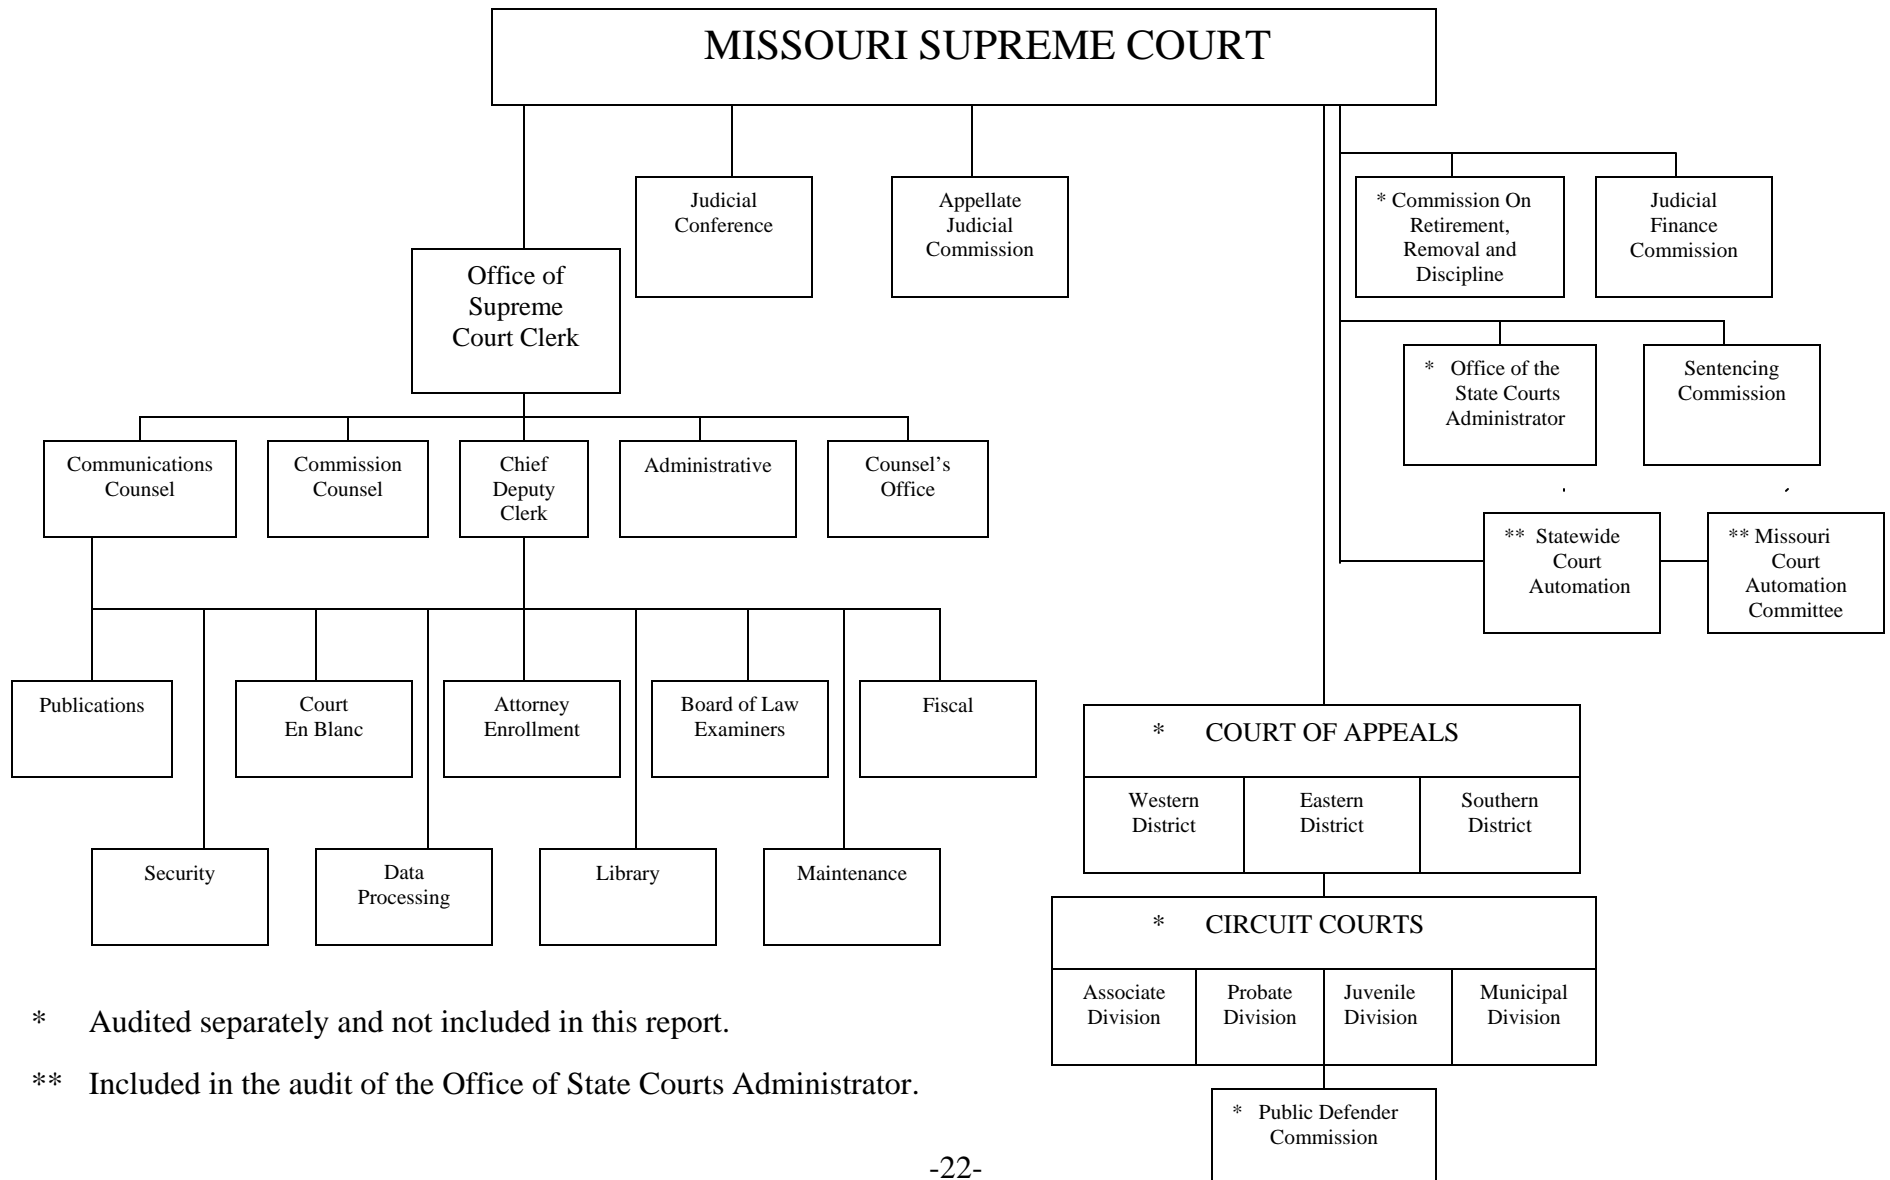 MISSOURI SUPREME COURT
Judicial
Conference
Appellate
Judicial
Commission
* Commission On
Retirement,
Removal and
Discipline
Judicial
Finance
Commission
Office of
Supreme
Court Clerk
* Office of the
State Courts
Administrator
Sentencing
Commission
Communications
Counsel
Commission
Counsel
Chief
Deputy
Clerk
Administrative
Counsel's
Office
** Statewide
Court
Automation
** Missouri
Court
Automation
Committee
Publications
Court
En Blanc
Attorney
Enrollment
Board of Law
Examiners
Fiscal
Security
Data
Processing
Library
Maintenance
* COURT OF APPEALS
Western
District
Eastern
District
Southern
District
* CIRCUIT COURTS
Associate
Division
Probate
Division
Juvenile
Division
Municipal
Division
* Public Defender
Commission
* Audited separately and not included in this report.
** Included in the audit of the Office of State Courts Administrator.
-22-